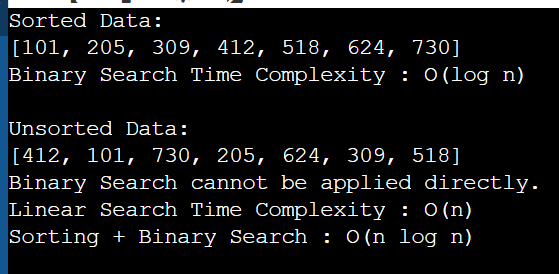 Sorted Data:
[101, 205, 309, 412, 518, 624, 730]
Binary Search Time Complexity : O(log n)
Unsorted Data:
[412, 101, 730, 205, 624, 309, 518]
Binary Search cannot be applied directly.
Linear Search Time Complexity : O(n)
Sorting + Binary Search : O(n log n)